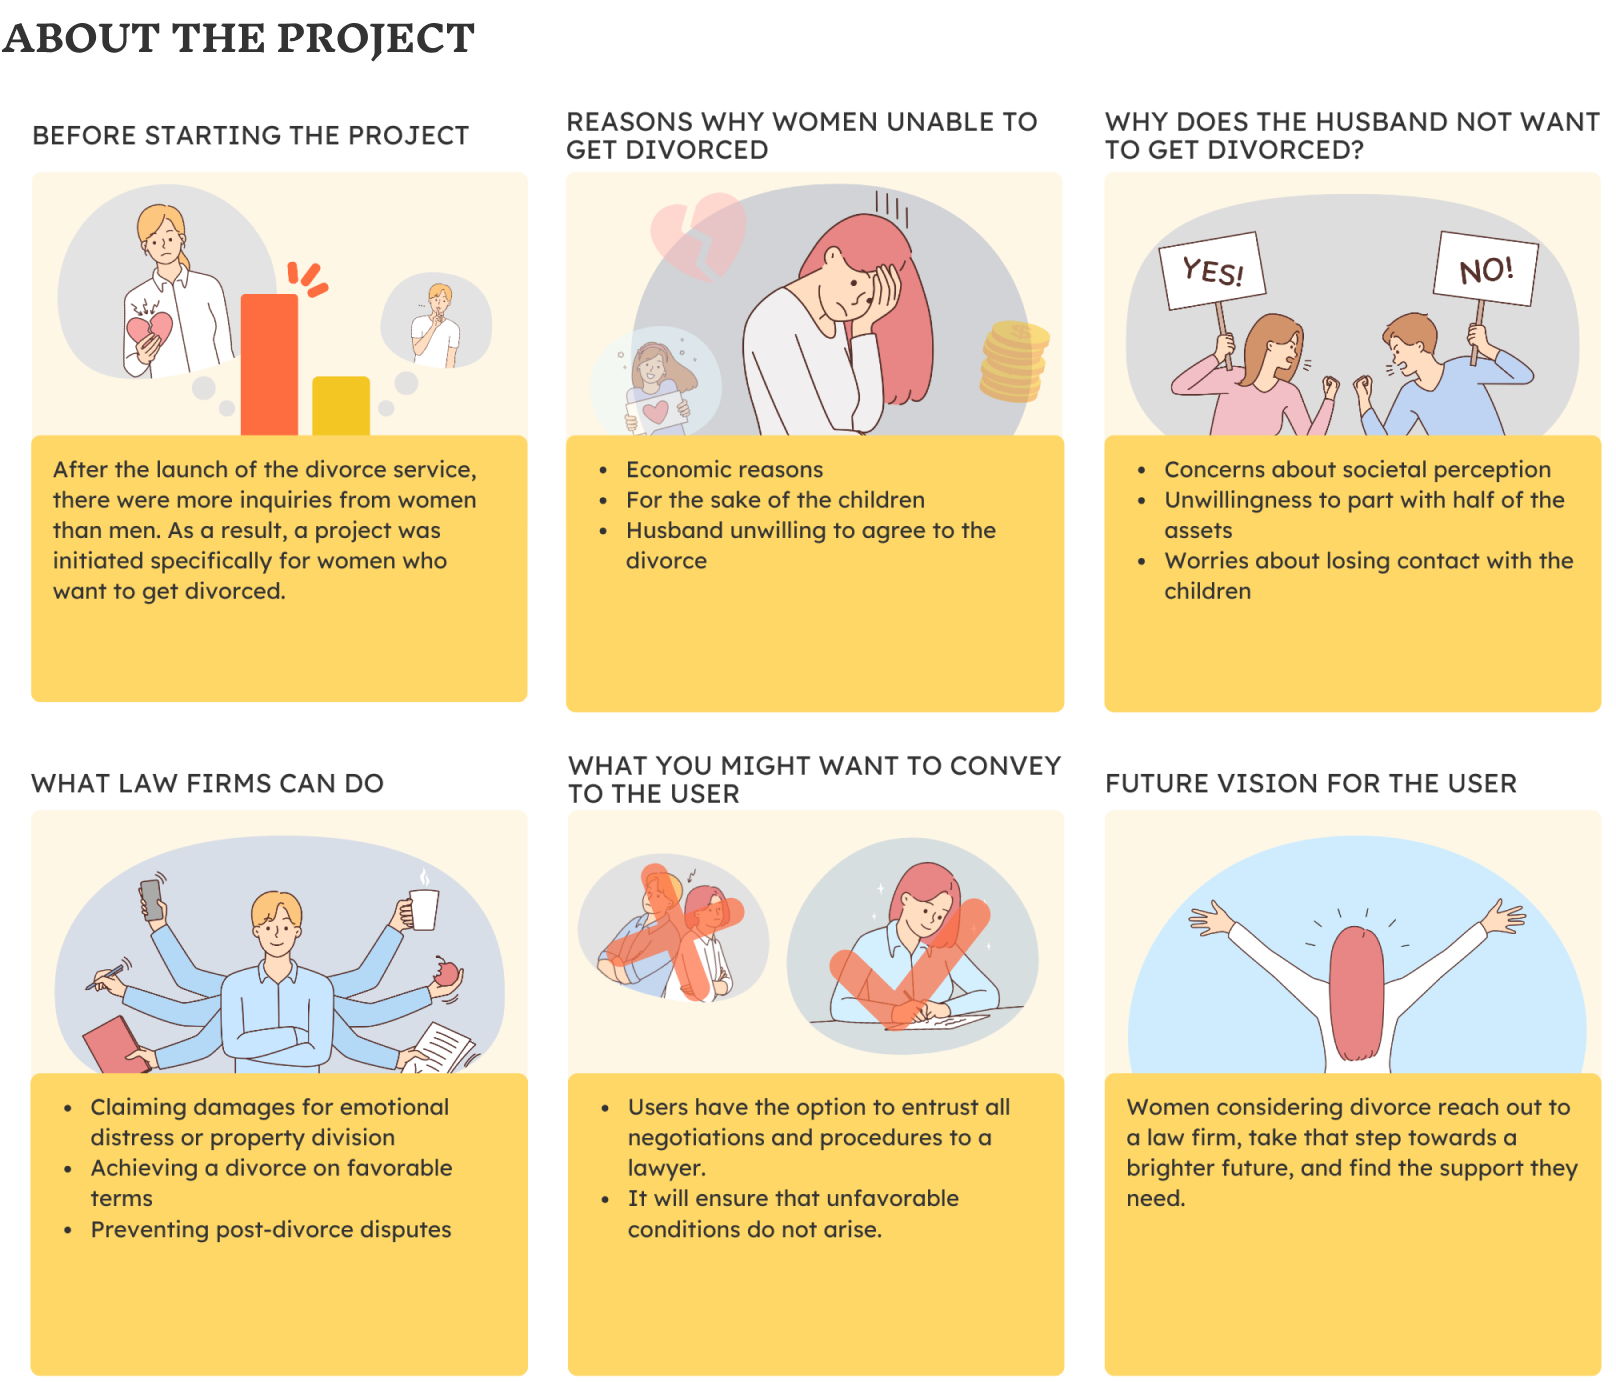 ABOUT THE PROJECT
BEFORE STARTING THE PROJECT
After the launch of the divorce service,
there were more inquiries from women
than men. As a result, a project was
initiated specifically for women who
want to get divorced.
REASONS WHY WOMEN UNABLE TO
GET DIVORCED
• Economic reasons
• For the sake of the children
• Husband unwilling to agree to the
divorce
WHY DOES THE HUSBAND NOT WANT
TO GET DIVORCED?
YES!
NO!
• Concerns about societal perception
• Unwillingness to part with half of the
assets
• Worries about losing contact with the
children
WHAT LAW FIRMS CAN DO
• Claiming damages for emotional
distress or property division
• Achieving a divorce on favorable
terms
• Preventing post-divorce disputes
WHAT YOU MIGHT WANT TO CONVEY
TO THE USER
• Users have the option to entrust all
negotiations and procedures to a
lawyer.
• It will ensure that unfavorable
conditions do not arise.
FUTURE VISION FOR THE USER
Women considering divorce reach out to
a law firm, take that step towards a
brighter future, and find the support they
need.